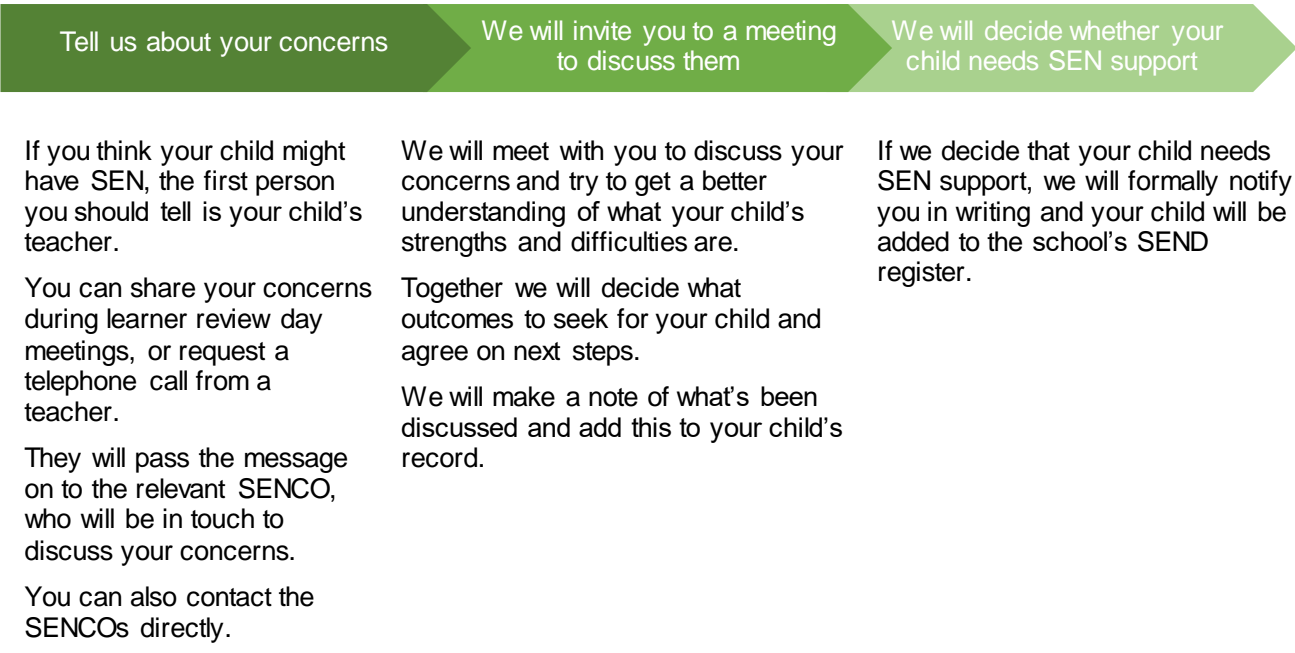 Tell us about your concerns
We will invite you to a meeting
to discuss them
We will decide whether your
child needs SEN support
If you think your child might
have SEN, the first person
you should tell is your child’s
teacher.
You can share your concerns
during learner review day
meetings, or request a
telephone call from a
teacher.
They will pass the message
on to the relevant SENCO,
who will be in touch to
discuss your concerns.
You can also contact the
SENCOs directly.
We will meet with you to discuss your
concerns and try to get a better
understanding of what your child’s
strengths and difficulties are.
Together we will decide what
outcomes to seek for your child and
agree on next steps.
We will make a note of what’s been
discussed and add this to your child’s
record.
If we decide that your child needs
SEN support, we will formally notify
you in writing and your child will be
added to the school’s SEND
register.